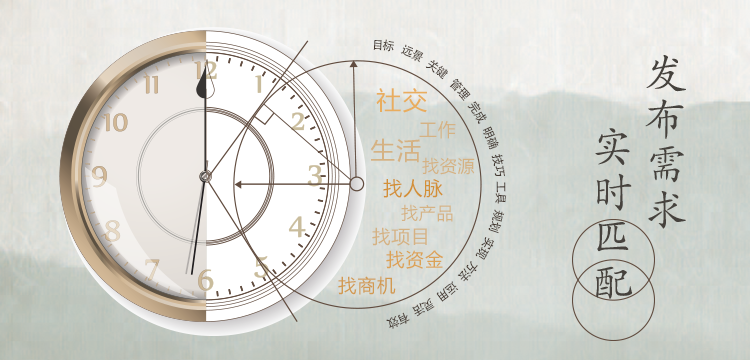 12
1
2
3
4
5
6
7
8
9
10
11
目标 远景 关键 管理 完成 明确 技巧 工具 规划 实现 方法 运用 灵活 有效
社交
工作
生活
找资源
找人脉
找产品
找项目
找资金
找商机
发布需求
实时匹配